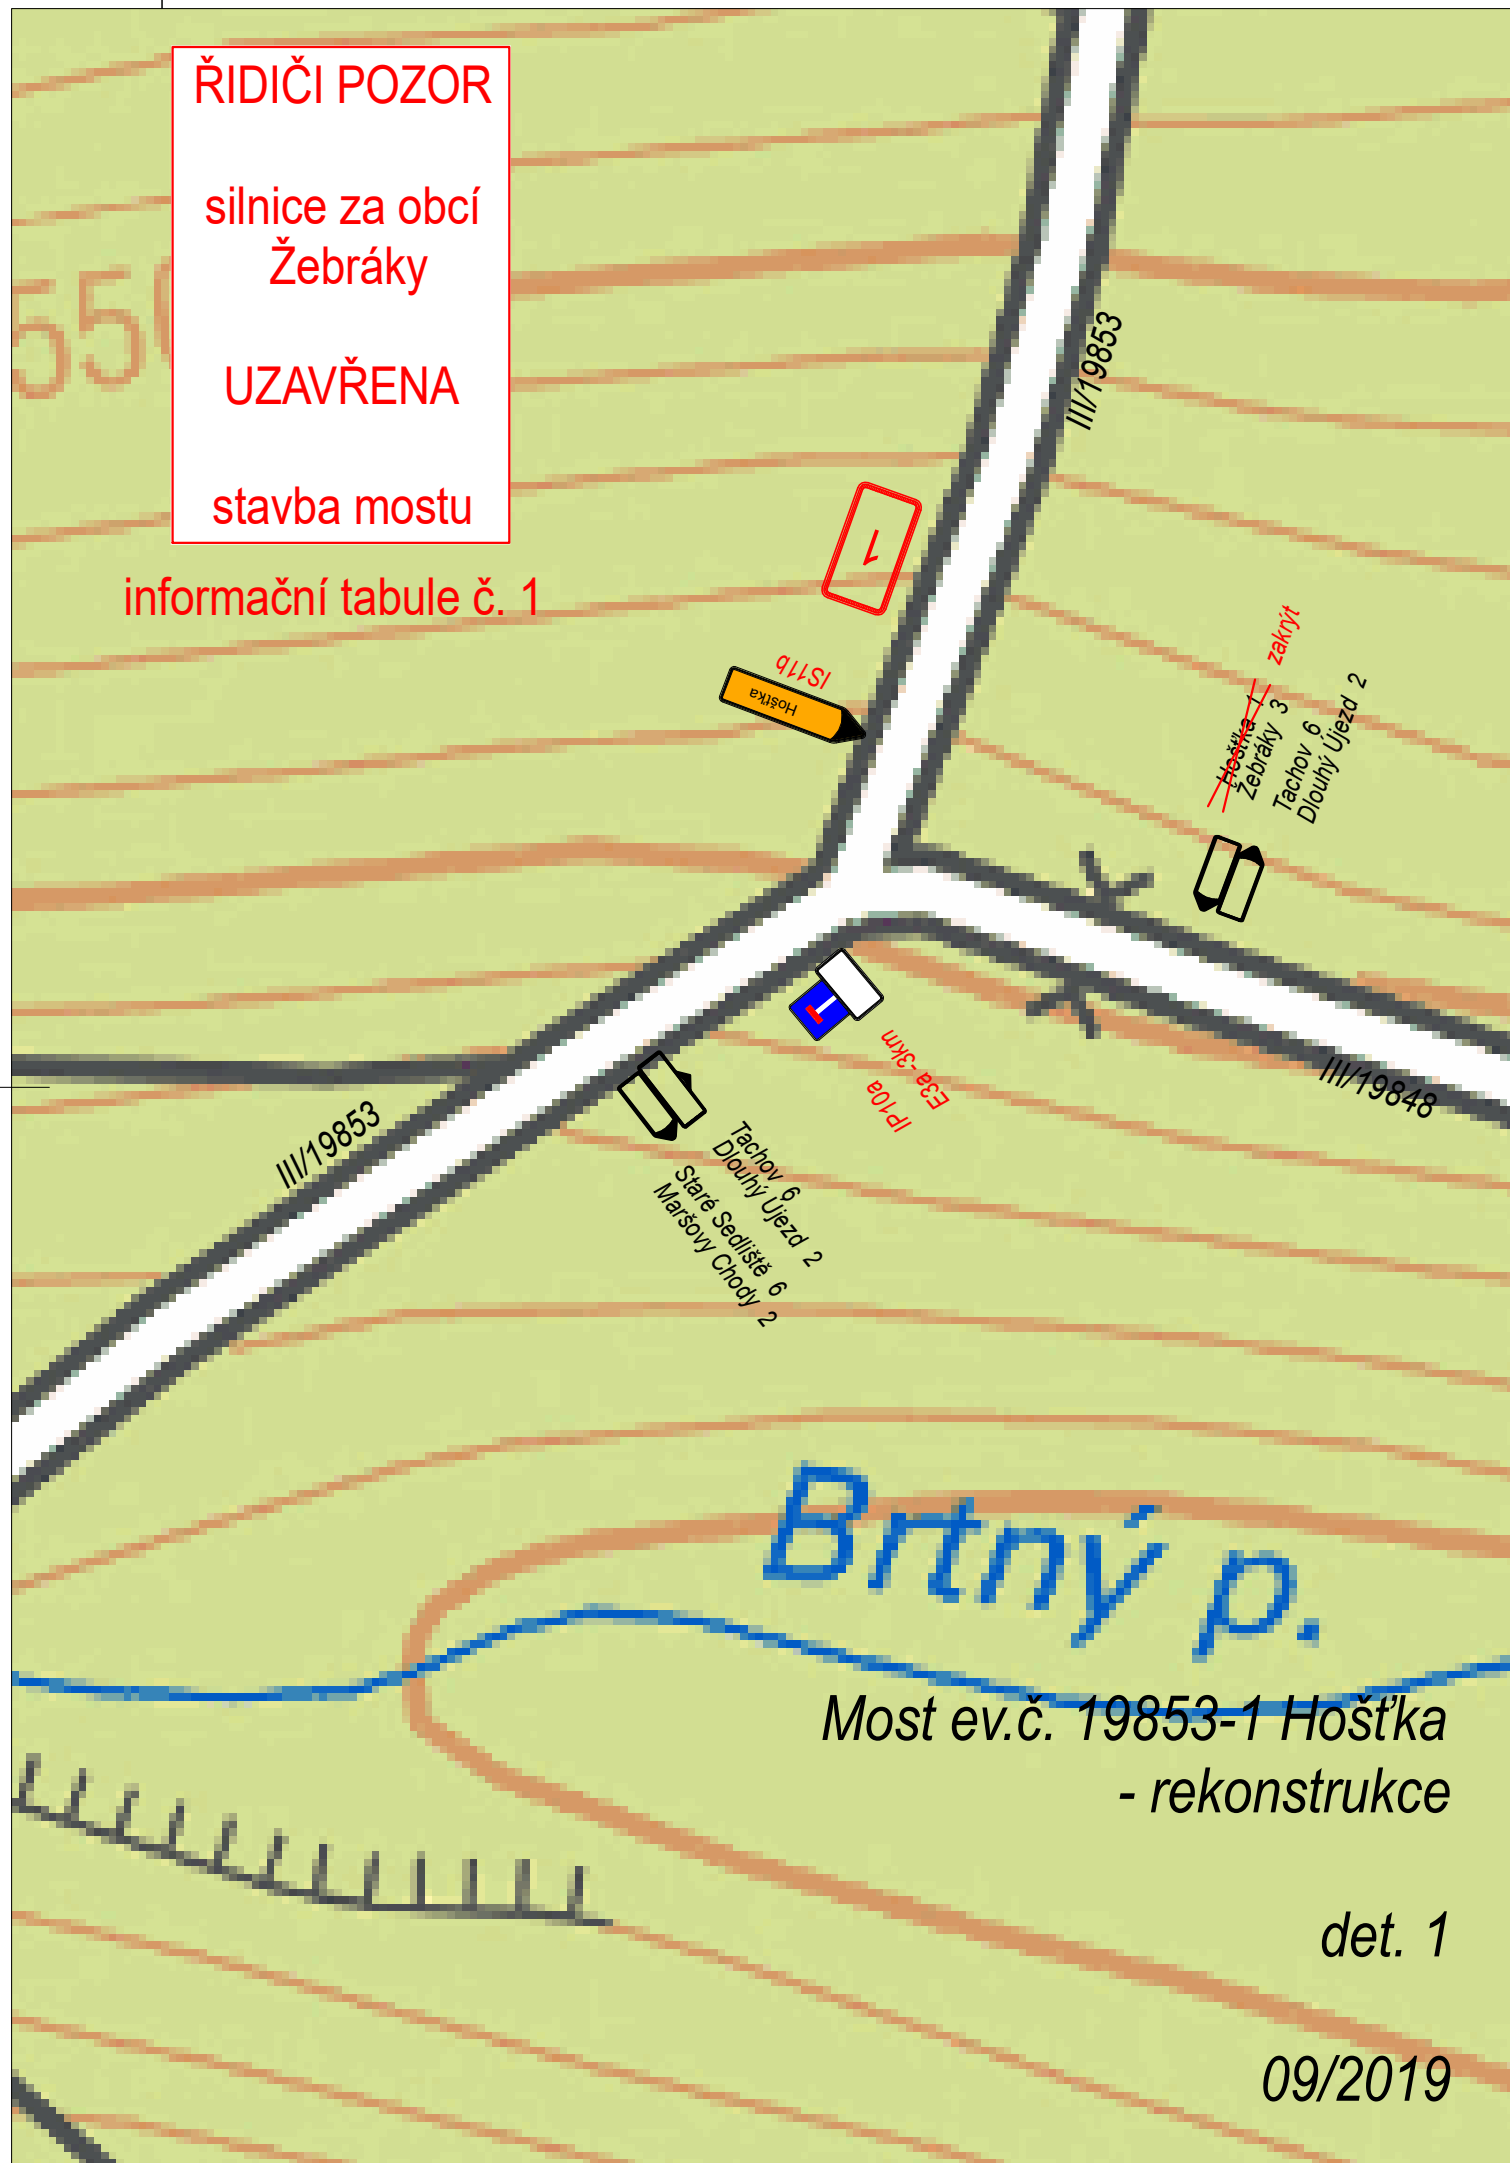 ŘIDIČI POZOR
silnice za obcí
Žebráky
UZAVŘENA
stavba mostu
informační tabule č. 1
550
III/19853
1
IS11b
Hošťka
zakrýt
Hošťka 1
Žebráky 3
Tachov 6
Dlouhý Újezd 2
E3a -3km
IP10a
III/19848
III/19853
Tachov 6
Dlouhý Újezd 2
Staré Sedliště 6
Maršovy Chody 2
Brtný p.
Most ev.č. 19853-1 Hošťka
- rekonstrukce
det. 1
09/2019